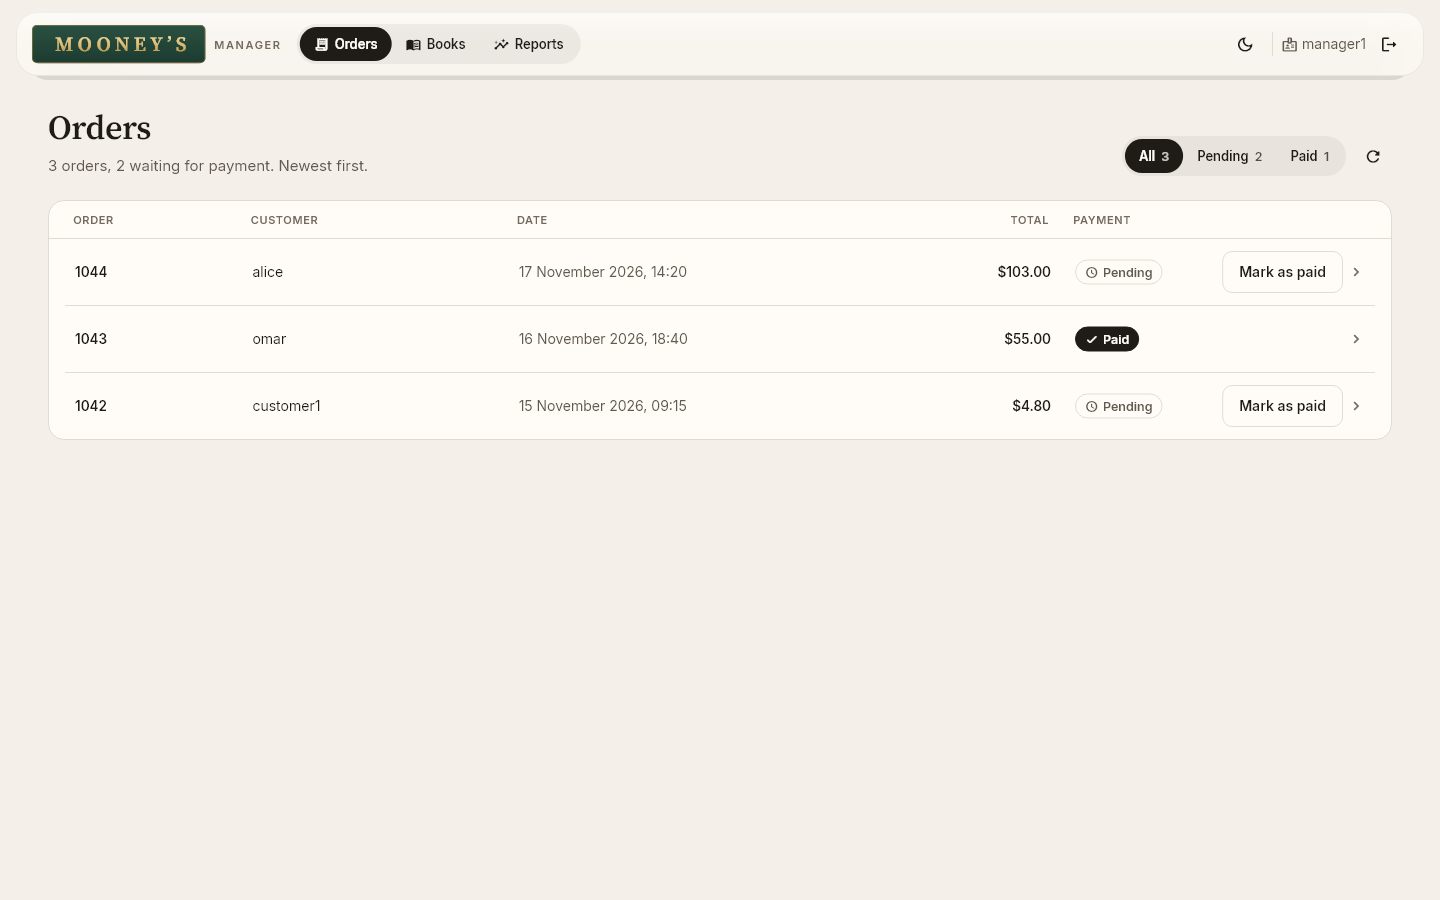 MOONEY’S MANAGER Orders Books Reports manager1
Orders
3 orders, 2 waiting for payment. Newest first.
All 3 Pending 2 Paid 1
ORDER CUSTOMER DATE TOTAL PAYMENT
1044 alice 17 November 2026, 14:20 $103.00 Pending Mark as paid
1043 omar 16 November 2026, 18:40 $55.00 Paid
1042 customer1 15 November 2026, 09:15 $4.80 Pending Mark as paid